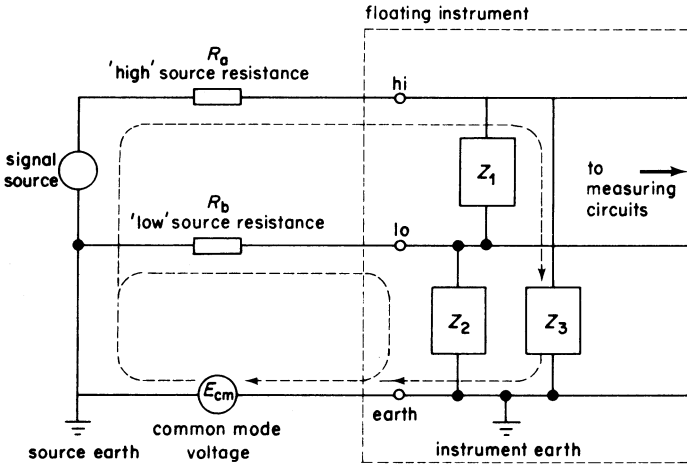 floating instrument
Ra
'high' source resistance
hi
signal
source
Z1
to
measuring
circuits
Rb
'low' source resistance
lo
Z2
Z3
Ecm
earth
source earth
common mode
voltage
instrument earth